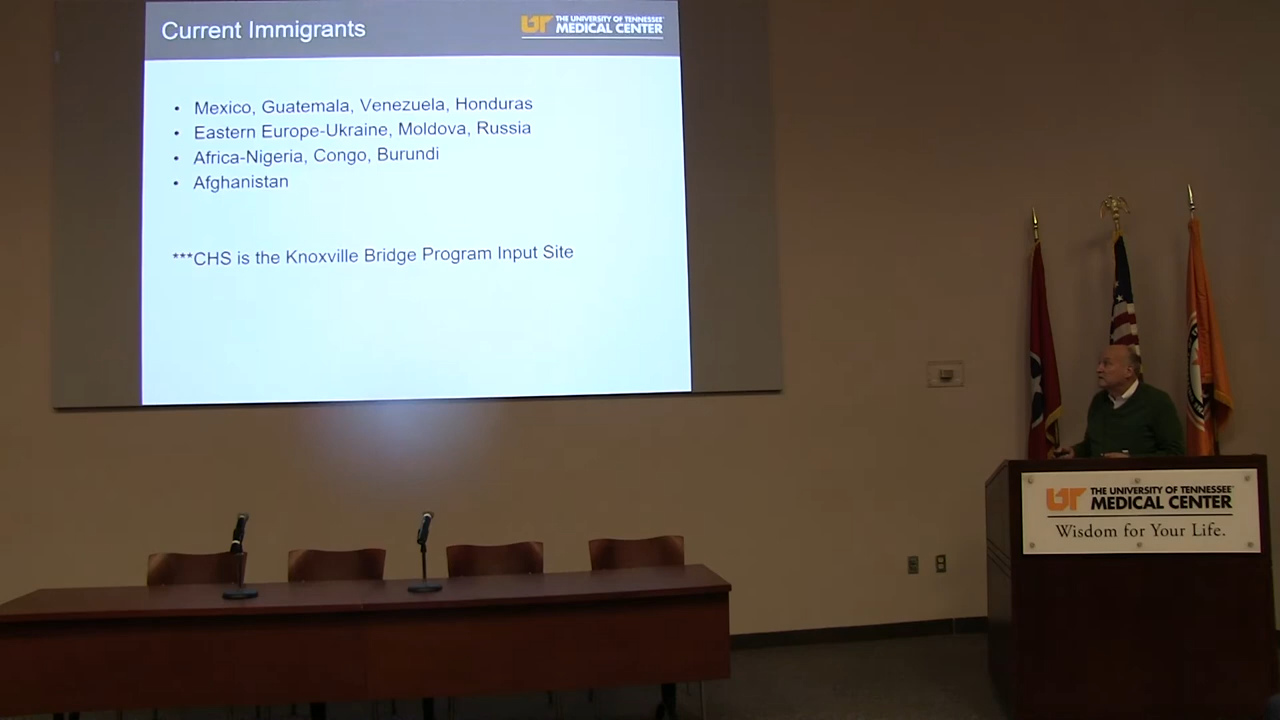 Current Immigrants
UT THE UNIVERSITY OF TENNESSEE
MEDICAL CENTER
• Mexico, Guatemala, Venezuela, Honduras
• Eastern Europe-Ukraine, Moldova, Russia
• Africa-Nigeria, Congo, Burundi
• Afghanistan
***CHS is the Knoxville Bridge Program Input Site
UT THE UNIVERSITY OF TENNESSEE
MEDICAL CENTER
Wisdom for Your Life.